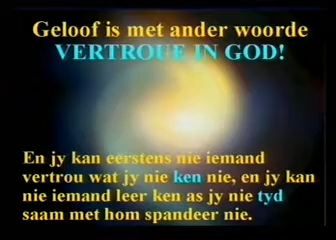 Geloof is met ander woorde
VERTROUE IN GOD!
En jy kan eerstens nie iemand
vertrou wat jy nie ken nie, en jy kan
nie iemand leer ken as jy nie tyd
saam met hom spandeer nie.